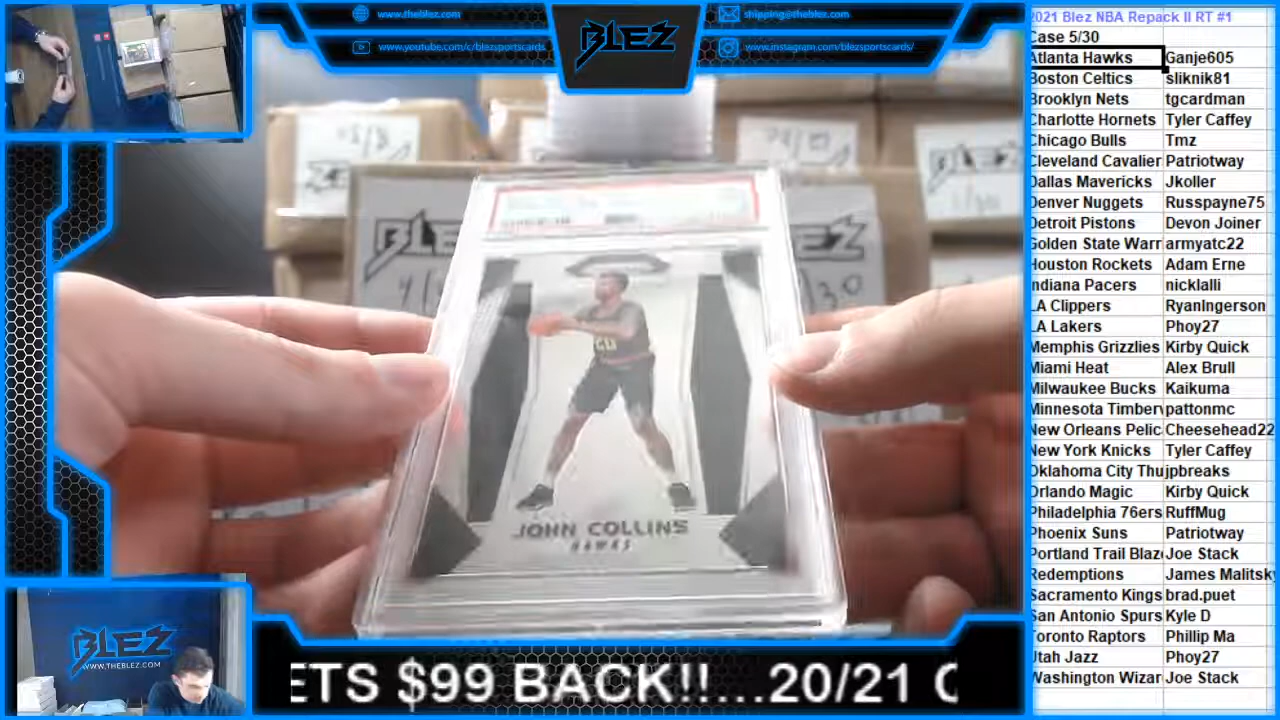 www.theblez.com
shipping@theblez.com
www.youtube.com/c/blezsportscards
www.instagram.com/blezsportscards/
BLEZ
2021 Blez NBA Repack II RT #1
Case 5/30
Atlanta Hawks Ganje605
Boston Celtics sliknik81
Brooklyn Nets tgcardman
Charlotte Hornets Tyler Caffey
Chicago Bulls Tmz
Cleveland Cavalier Patriotway
Dallas Mavericks Jkoller
Denver Nuggets Russpayne75
Detroit Pistons Devon Joiner
Golden State Warr armyatc22
Houston Rockets Adam Erne
Indiana Pacers nicklalli
LA Clippers RyanIngerson
LA Lakers Phoy27
Memphis Grizzlies Kirby Quick
Miami Heat Alex Brull
Milwaukee Bucks Kaikuma
Minnesota Timberv pattonmc
New Orleans Pelic Cheesehead22
New York Knicks Tyler Caffey
Oklahoma City Thu jpbreaks
Orlando Magic Kirby Quick
Philadelphia 76ers RuffMug
Phoenix Suns Patriotway
Portland Trail Blaz Joe Stack
Redemptions James Malitsky
Sacramento Kings brad.puet
San Antonio Spurs Kyle D
Toronto Raptors Phillip Ma
Utah Jazz Phoy27
Washington Wizar Joe Stack
BLEZ
JOHN COLLINS
HAWKS
BLEZ
WWW.THEBLEZ.COM
ETS $99 BACK!!...20/21